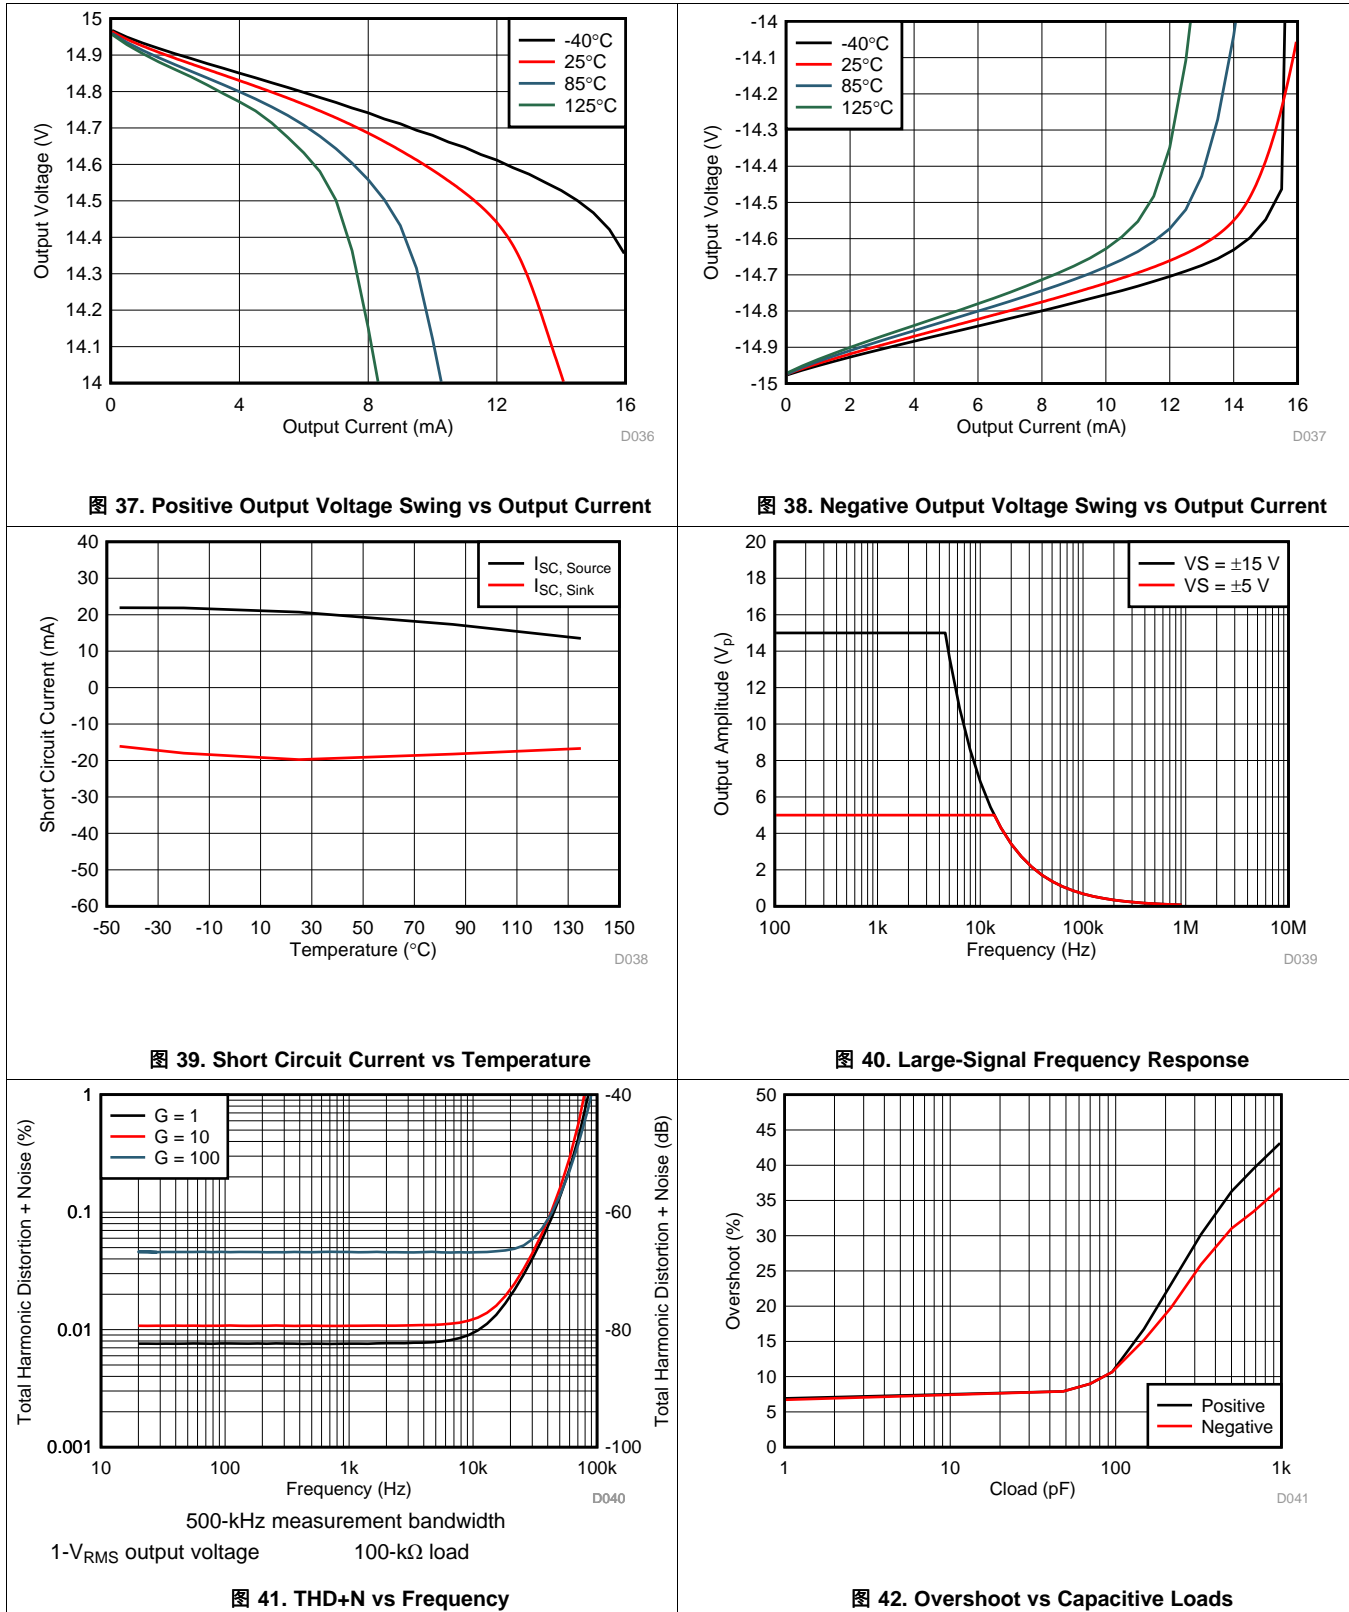 15
14.9
14.8
14.7
14.6
14.5
14.4
14.3
14.2
14.1
14
0
4
8
12
16
Output Voltage (V)
Output Current (mA)
-40°C
25°C
85°C
125°C
D036
图 37. Positive Output Voltage Swing vs Output Current
-14
-14.1
-14.2
-14.3
-14.4
-14.5
-14.6
-14.7
-14.8
-14.9
-15
0
2
4
6
8
10
12
14
16
Output Voltage (V)
Output Current (mA)
-40°C
25°C
85°C
125°C
D037
图 38. Negative Output Voltage Swing vs Output Current
40
30
20
10
0
-10
-20
-30
-40
-50
-60
-50
-30
-10
10
30
50
70
90
110
130
150
Short Circuit Current (mA)
Temperature (°C)
I_SC, Source
I_SC, Sink
D038
图 39. Short Circuit Current vs Temperature
20
18
16
14
12
10
8
6
4
2
0
100
1k
10k
100k
1M
10M
Output Amplitude (Vp)
Frequency (Hz)
VS = ±15 V
VS = ±5 V
D039
图 40. Large-Signal Frequency Response
1
0.1
0.01
0.001
10
100
1k
10k
100k
-40
-60
-80
-100
Total Harmonic Distortion + Noise (%)
Total Harmonic Distortion + Noise (dB)
Frequency (Hz)
G = 1
G = 10
G = 100
D040
500-kHz measurement bandwidth
1-V_RMS output voltage 100-kΩ load
图 41. THD+N vs Frequency
50
45
40
35
30
25
20
15
10
5
0
1
10
100
1k
Overshoot (%)
Cload (pF)
Positive
Negative
D041
图 42. Overshoot vs Capacitive Loads